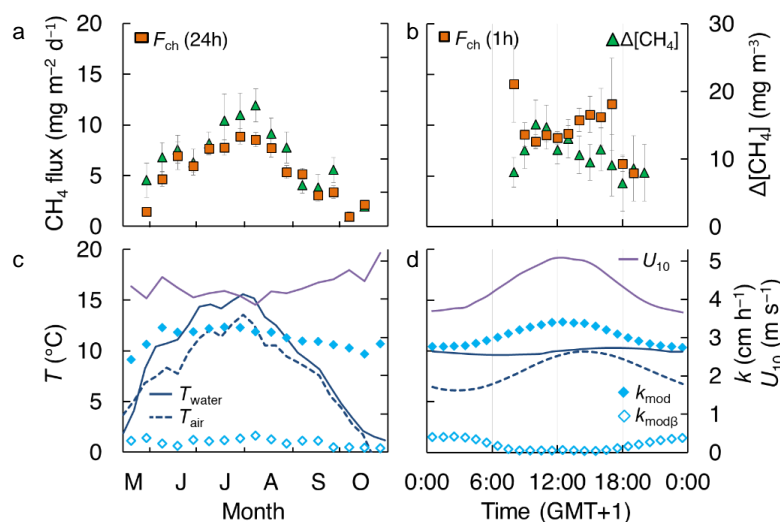 a
F_ch (24h)
CH₄ flux (mg m⁻² d⁻¹)
20
15
10
5
0
b
F_ch (1h)
Δ[CH₄]
30
20
10
0
Δ[CH₄] (mg m⁻³)
c
T_water
T_air
T (°C)
20
15
10
5
0
M J J A S O
Month
d
U₁₀
k_mod
k_modβ
5
4
3
2
1
0
k (cm h⁻¹)
U₁₀ (m s⁻¹)
0:00 6:00 12:00 18:00 0:00
Time (GMT+1)